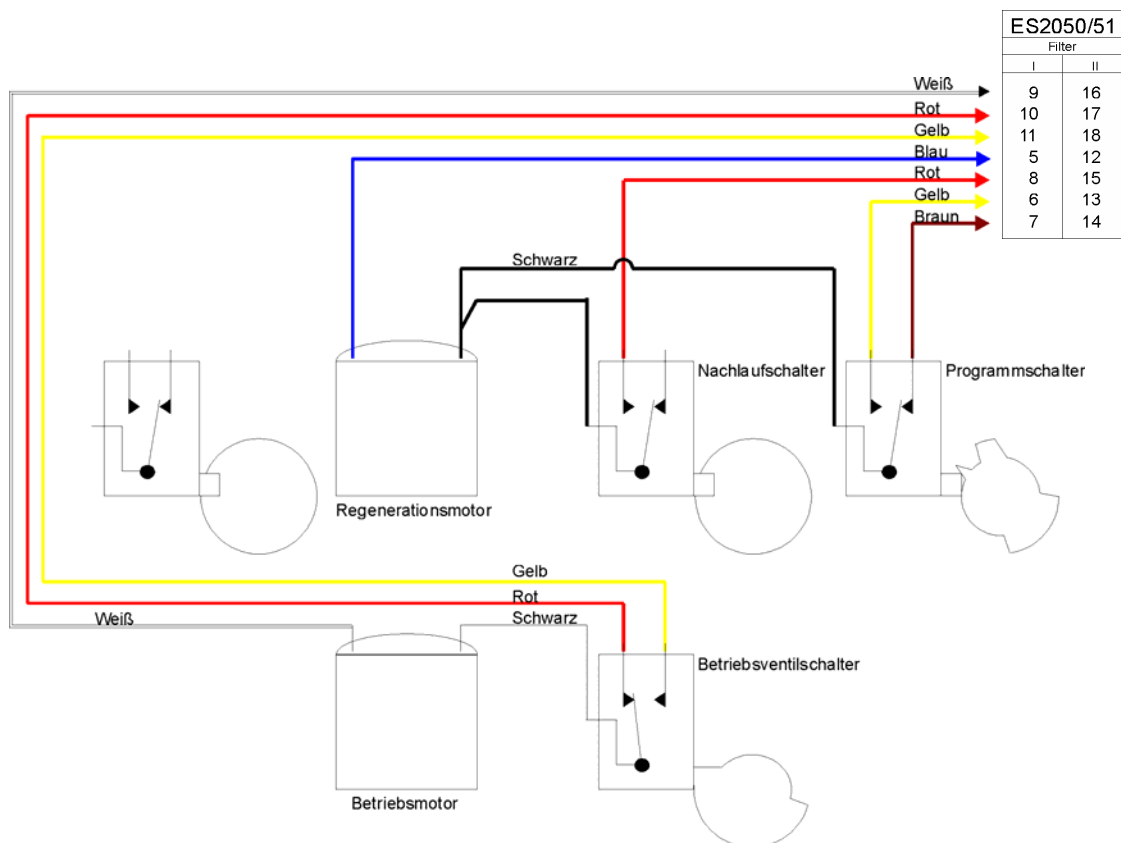 ES2050/51
Filter
I II
Weiß 9 16
Rot 10 17
Gelb 11 18
Blau 5 12
Rot 8 15
Gelb 6 13
Braun 7 14
Schwarz
Nachlaufschalter
Programmschalter
Regenerationsmotor
Gelb
Rot
Weiß
Schwarz
Betriebsventilschalter
Betriebsmotor